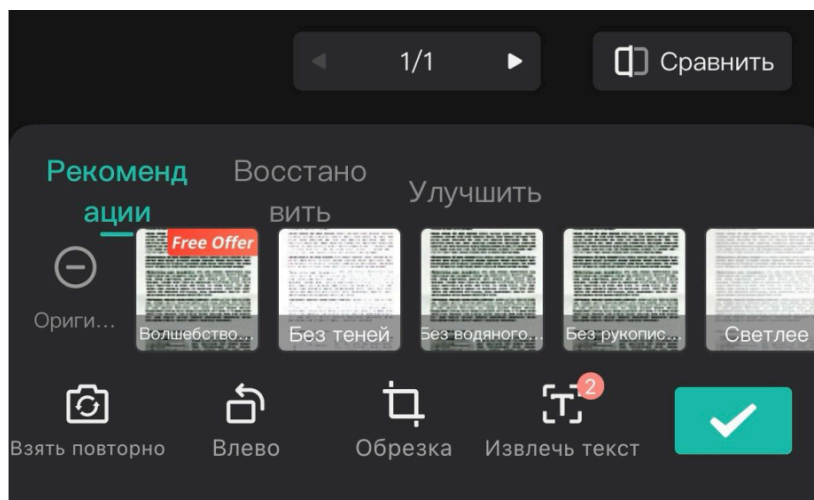 1/1
Сравнить
Рекоменд
ации
Восстано
вить
Улучшить
Free Offer
Ориги...
Волшебство...
Без теней
Без водяного...
Без рукопис...
Светлее
Взять повторно
Влево
Обрезка
Извлечь текст
2